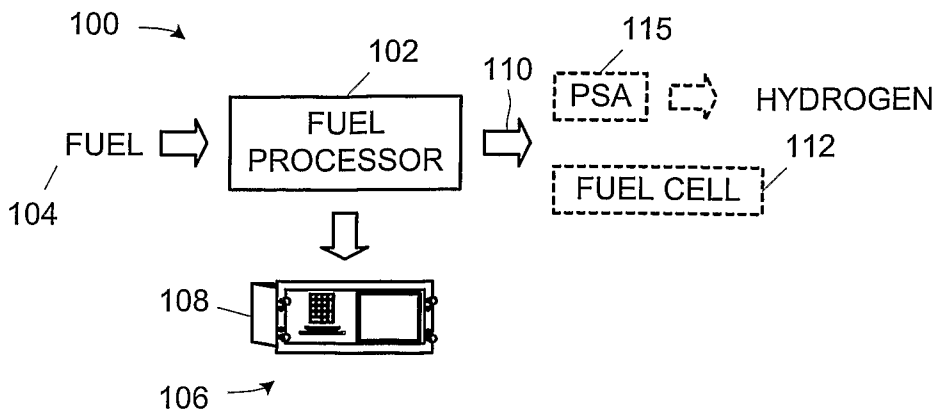 100
102
110
115
PSA
HYDROGEN
FUEL
FUEL
PROCESSOR
112
FUEL CELL
104
108
106